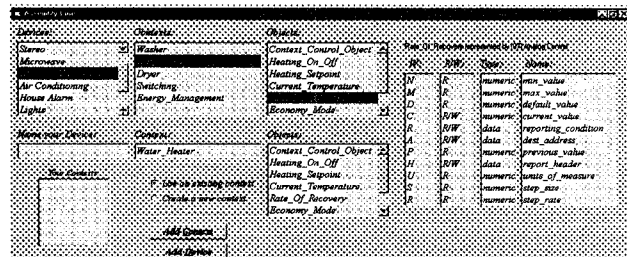 Devices: Contexts: Objects:
Stereo
Microwave
Air Conditioning
House Alarm
Lights
Washer
Dryer
Switching
Energy_Management
Context_Control_Object
Heating_On_Off
Heating_Setpoint
Current_Temperature
Economy_Mode
Name your Device: Context: Objects:
Water_Heater
Your Contexts
Use an existing context
Create a new context
Add Context
Add Device
Context_Control_Object
Heating_On_Off
Heating_Setpoint
Current_Temperature
Rate_Of_Recovery
Economy_Mode
IV: R/W: Type: Name:
N R numeric min_value
M R numeric max_value
D R numeric default_value
C R/W numeric current_value
R R/W data reporting_condition
A R/W data dest_address
P R numeric previous_value
H R/W data report_header
U R numeric units_of_measure
S R numeric step_size
R R numeric step_rate